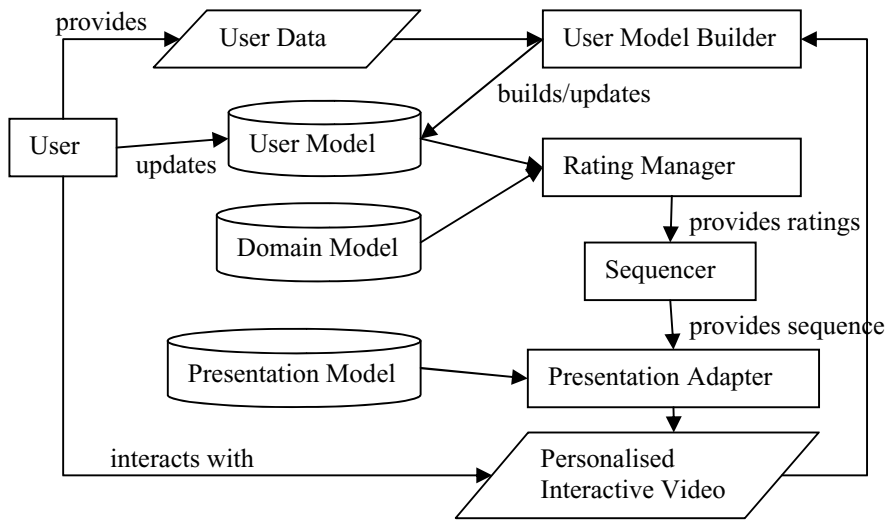 provides
User Data
User Model Builder
builds/updates
User
updates
User Model
Rating Manager
provides ratings
Domain Model
Sequencer
provides sequence
Presentation Model
Presentation Adapter
interacts with
Personalised
Interactive Video